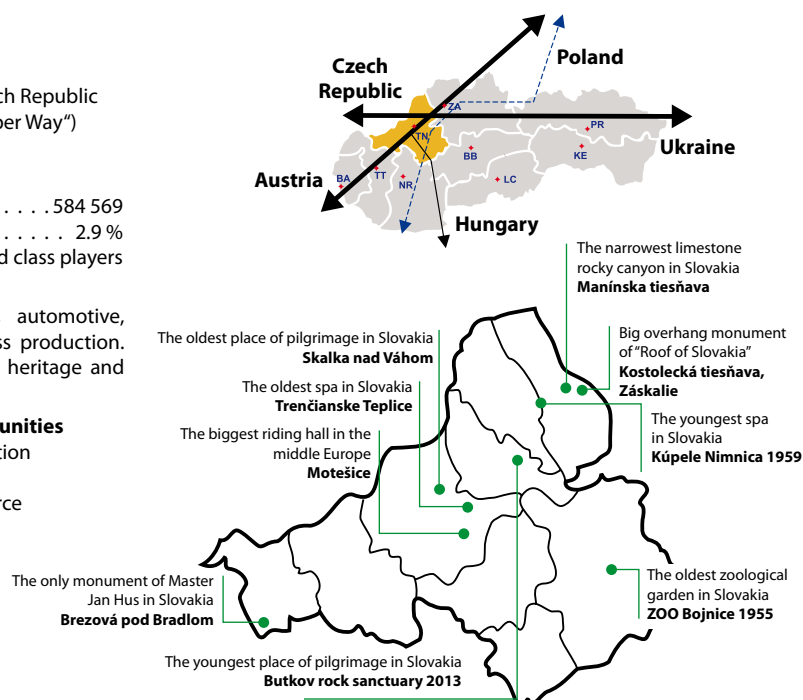 ch Republic
per Way“)
. . . . 584 569
. . . . . . 2.9 %
d class players
automotive,
ss production.
heritage and
unities
tion
rce
Czech
Republic
Poland
Ukraine
Austria
Hungary
ZA
TN
PR
BB
KE
BA
TT
NR
LC
The narrowest limestone
rocky canyon in Slovakia
Manínska tiesňava
Big overhang monument
of “Roof of Slovakia”
Kostolecká tiesňava,
Záskalie
The oldest place of pilgrimage in Slovakia
Skalka nad Váhom
The oldest spa in Slovakia
Trenčianske Teplice
The youngest spa
in Slovakia
Kúpele Nimnica 1959
The biggest riding hall in the
middle Europe
Motešice
The only monument of Master
Jan Hus in Slovakia
Brezová pod Bradlom
The oldest zoological
garden in Slovakia
ZOO Bojnice 1955
The youngest place of pilgrimage in Slovakia
Butkov rock sanctuary 2013